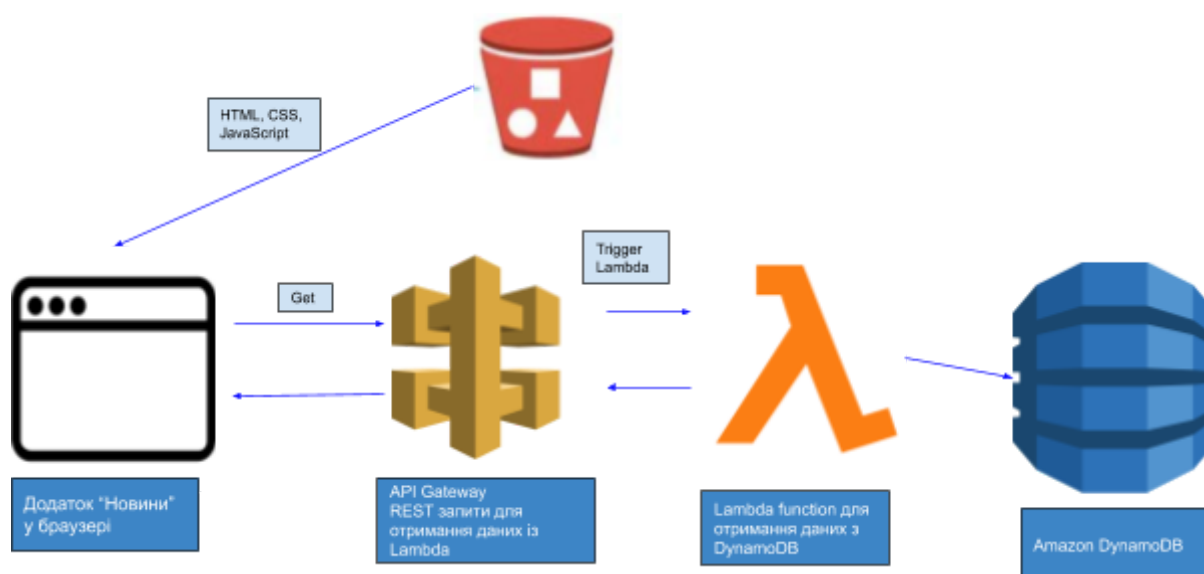 HTML, CSS,
JavaScript
Trigger
Lambda
Get
Додаток "Новини"
у браузері
API Gateway
REST запити для
отримання даних із
Lambda
Lambda function для
отримання даних з
DynamoDB
Amazon DynamoDB